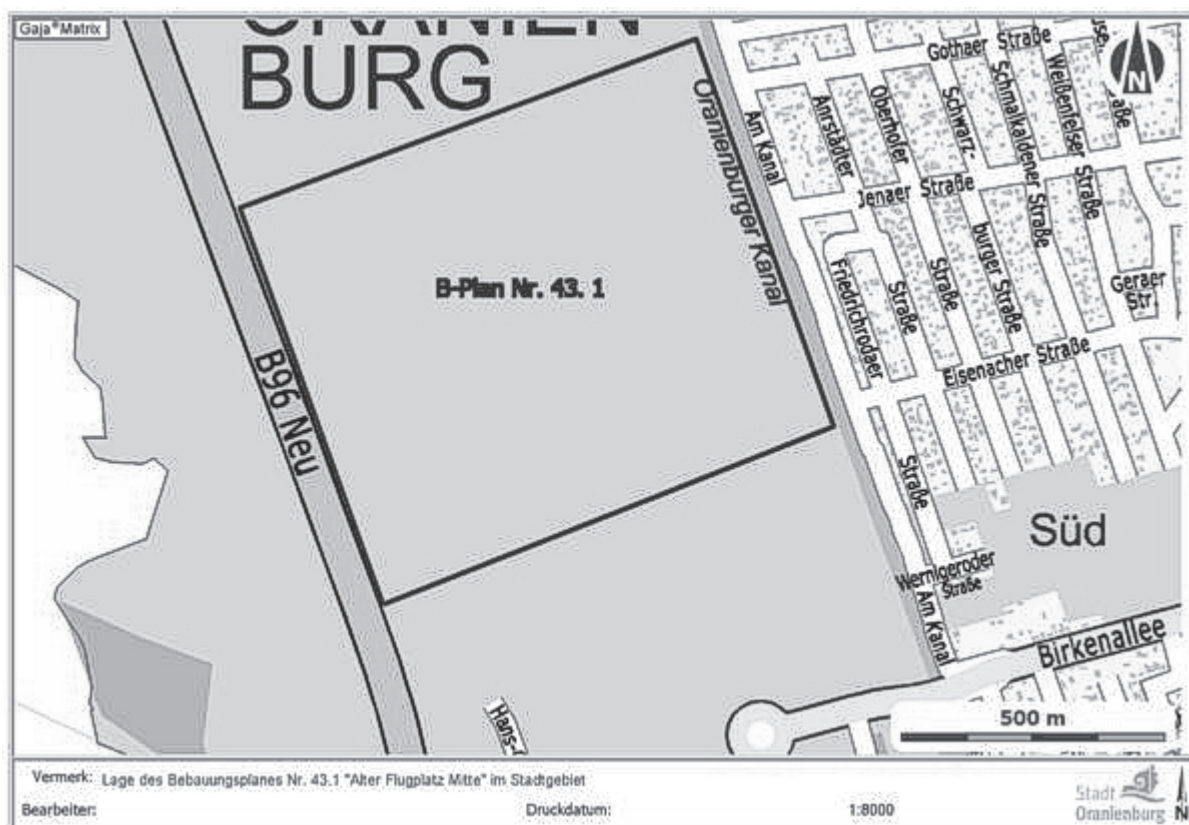 Gaja®Matrix
ORANIEN
BURG
N
Gothaer Straße
Oranienburger Kanal
Am Kanal
Anrstädter
Oberhofer
Schwarz-
Schmalkaldener Straße
Weißenfelser Straße
Jenaer Straße
B-Plan Nr. 43. 1
Friedrichrodaer
Straße
Straße
burger Straße
Geraer
Str.
Eisenacher Straße
B96 Neu
Straße
Süd
Wernigeroder
Straße
Am Kanal
Birkenallee
Hans-
500 m
Vermerk: Lage des Bebauungsplanes Nr. 43.1 "Alter Flugplatz Mitte" im Stadtgebiet
Bearbeiter:
Druckdatum:
1:8000
Stadt
Oranienburg
N